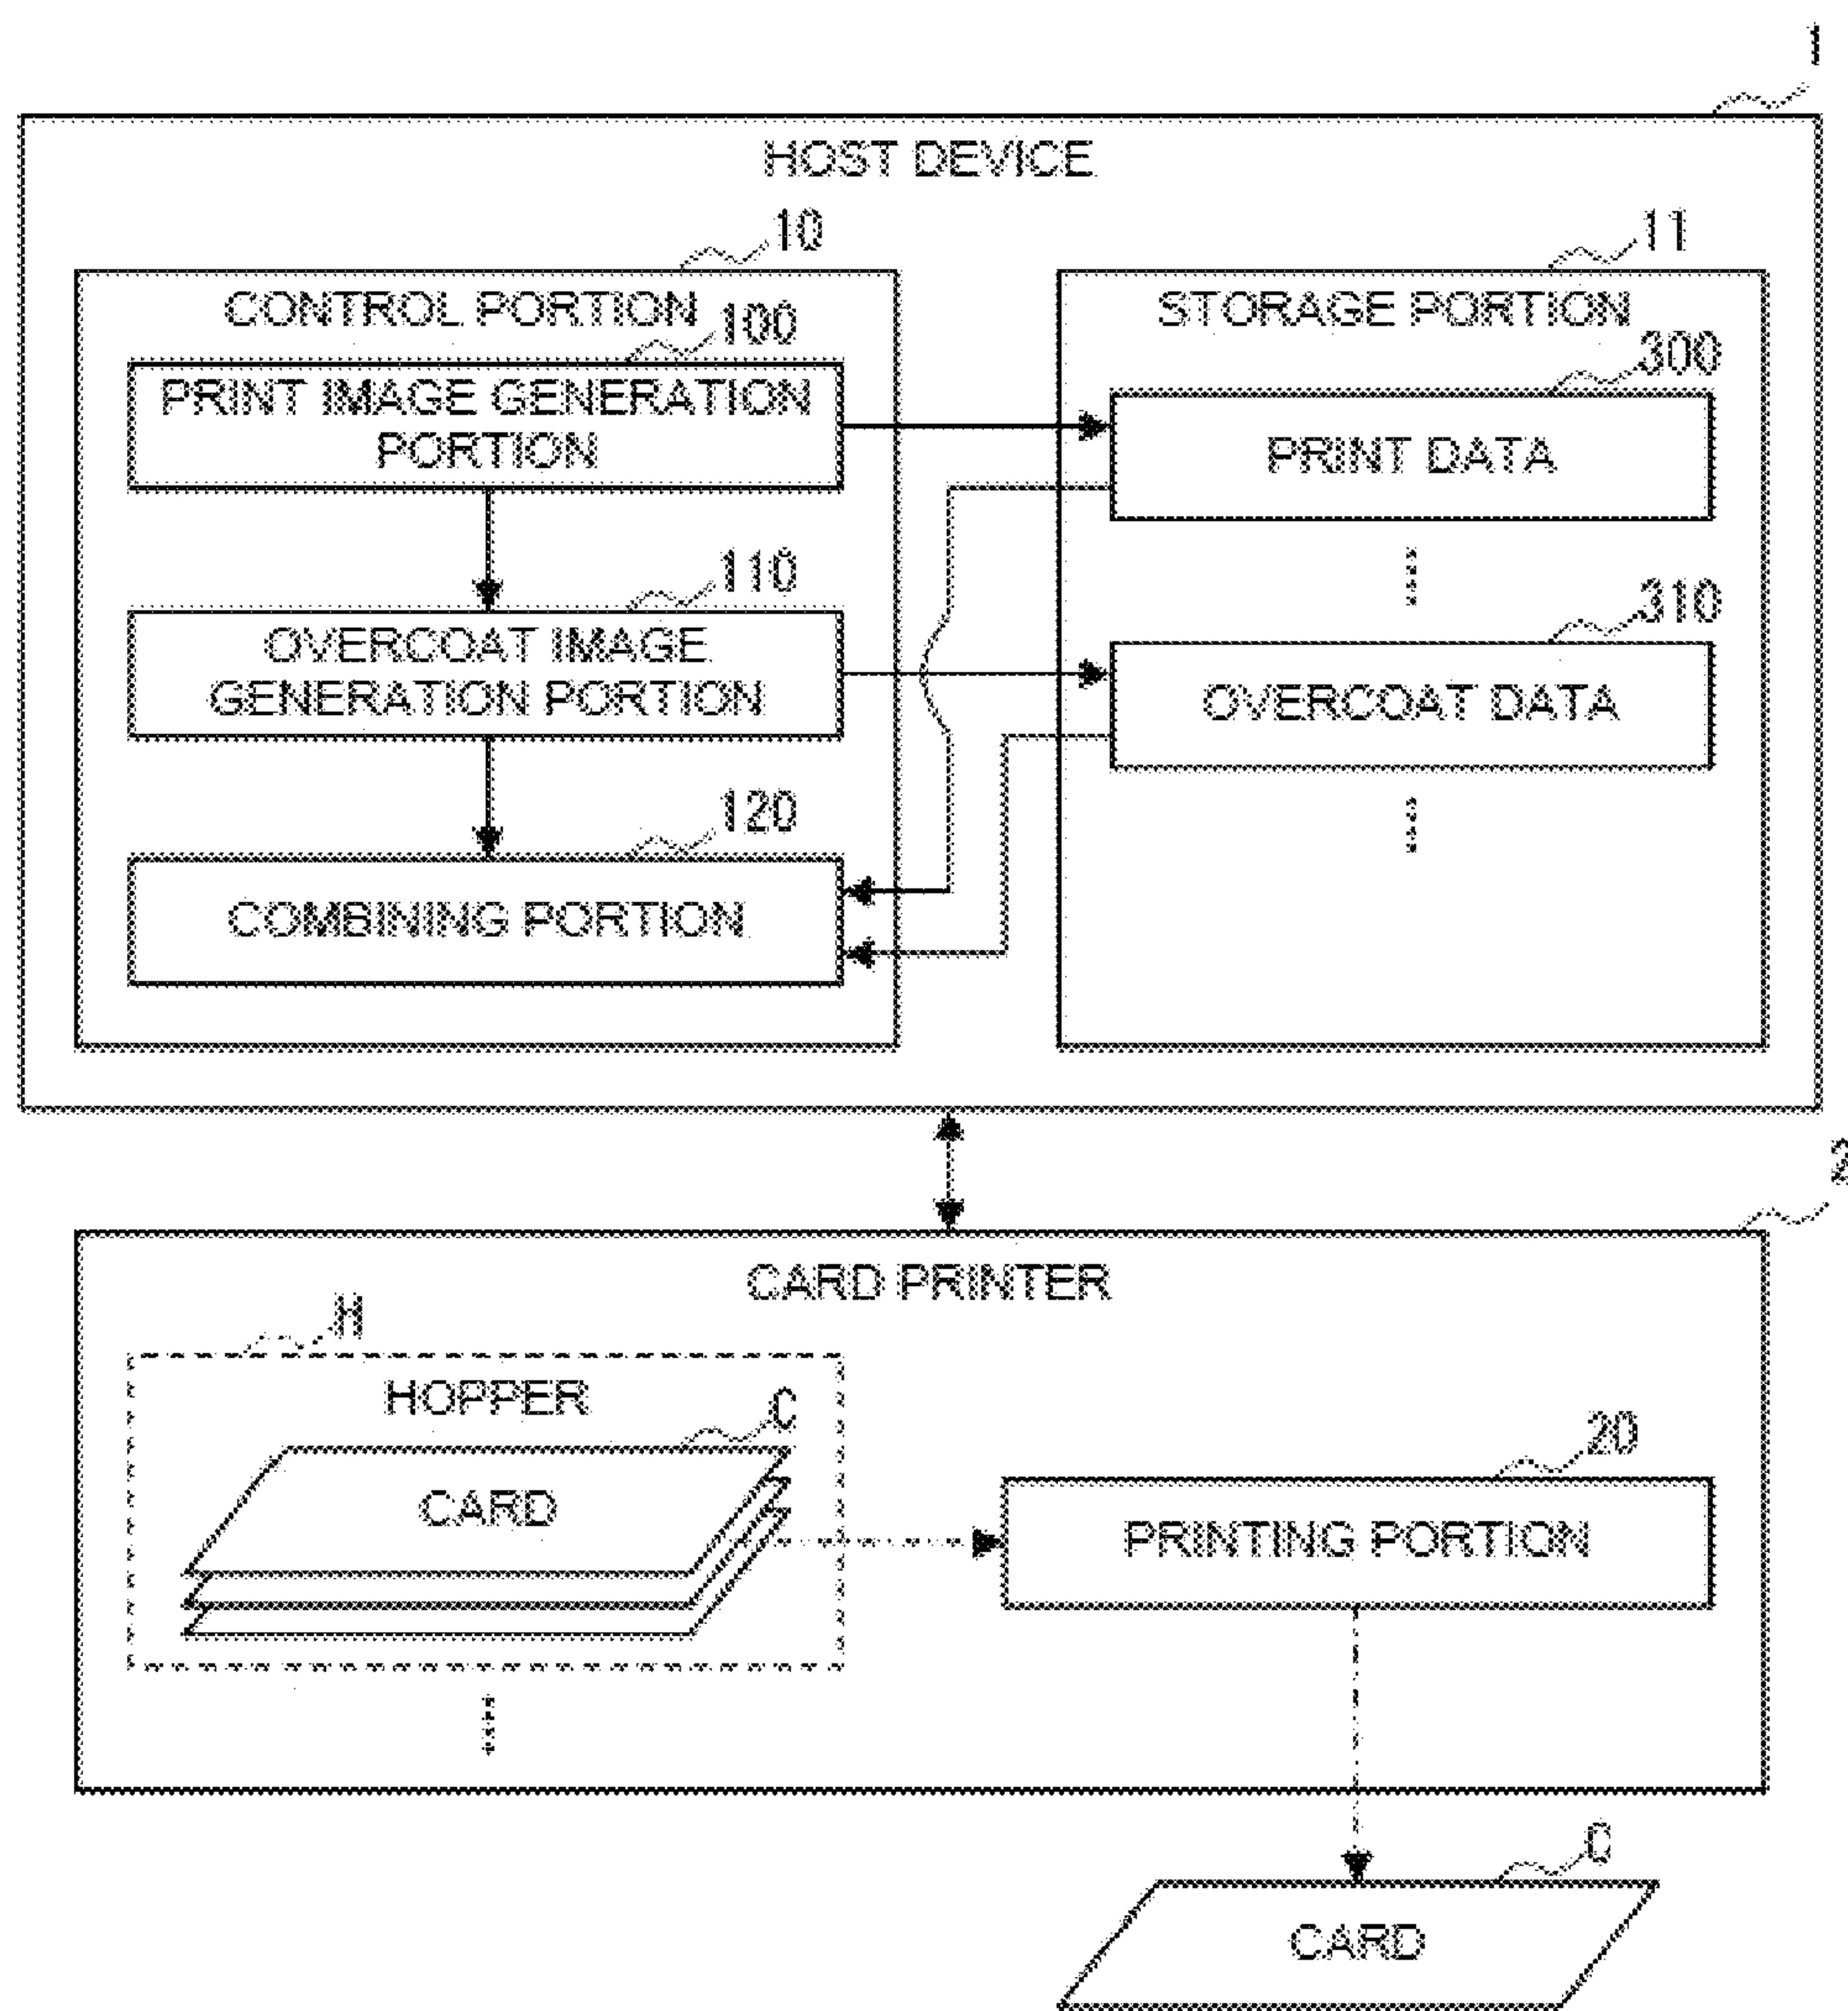 1
HOST DEVICE
10
11
CONTROL PORTION
STORAGE PORTION
100
300
PRINT IMAGE GENERATION
PORTION
PRINT DATA
110
310
OVERCOAT IMAGE
GENERATION PORTION
OVERCOAT DATA
120
COMBINING PORTION
2
CARD PRINTER
H
HOPPER
C
CARD
20
PRINTING PORTION
C
CARD